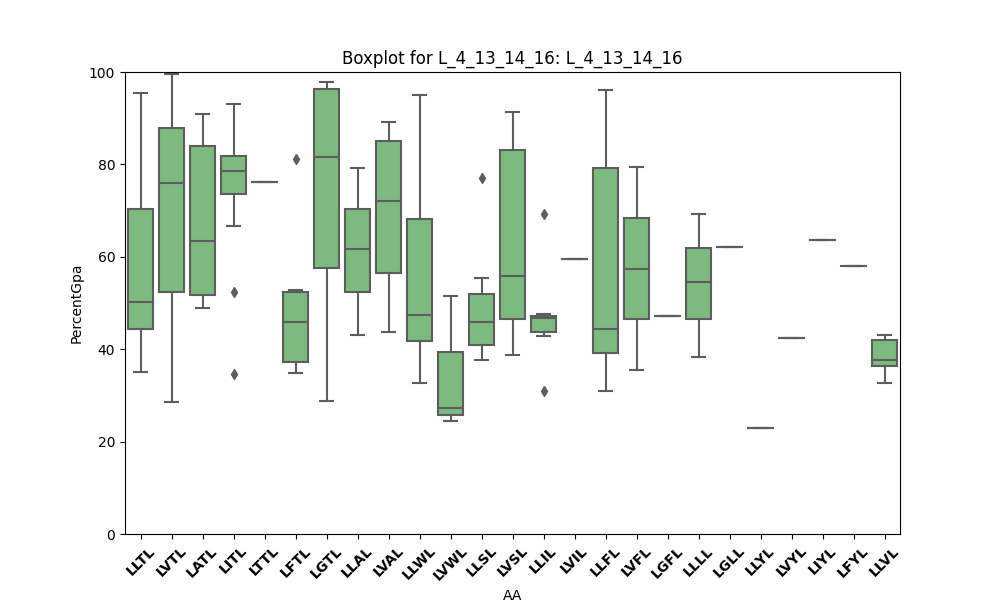 Boxplot for L_4_13_14_16: L_4_13_14_16
100
80
60
40
20
0
PercentGpa
LLTL LVTL LATL LITL LTTL LFTL LGTL LLAL LVAL LLWL LVWL LLSL LVSL LLIL LVIL LLFL LVFL LGFL LLLL LGLL LLYL LVYL LIYL LFYL LLVL
AA